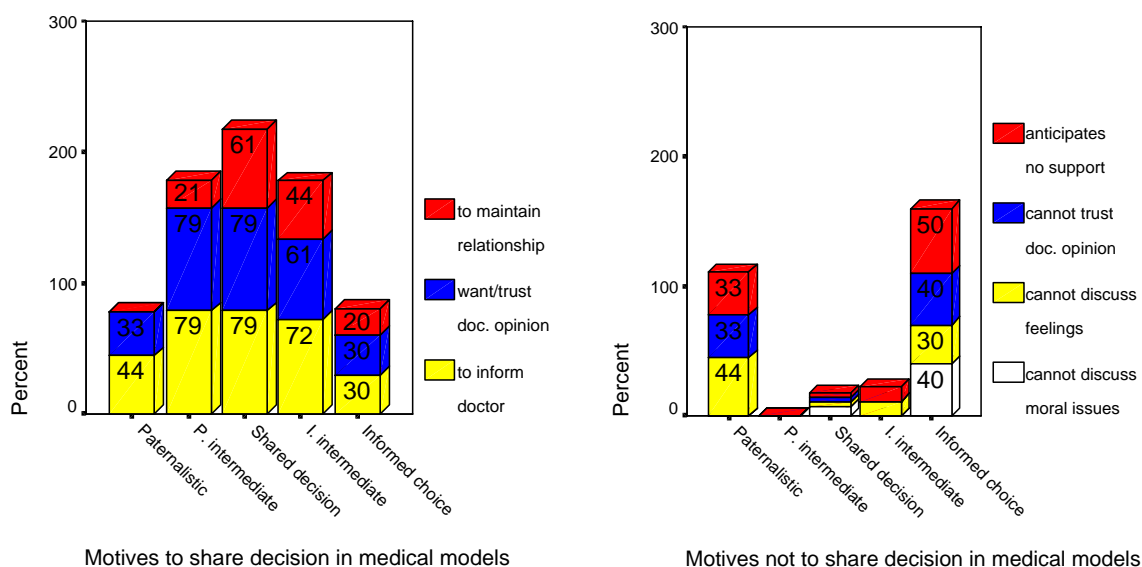 300
200
100
0
Percent
61
21
44
79
79
61
33
20
79
79
72
30
44
30
Paternalistic
P. intermediate
Shared decision
I. intermediate
Informed choice
to maintain
relationship
want/trust
doc. opinion
to inform
doctor
Motives to share decision in medical models
300
200
100
0
Percent
50
33
40
33
30
44
40
Paternalistic
P. intermediate
Shared decision
I. intermediate
Informed choice
anticipates
no support
cannot trust
doc. opinion
cannot discuss
feelings
cannot discuss
moral issues
Motives not to share decision in medical models